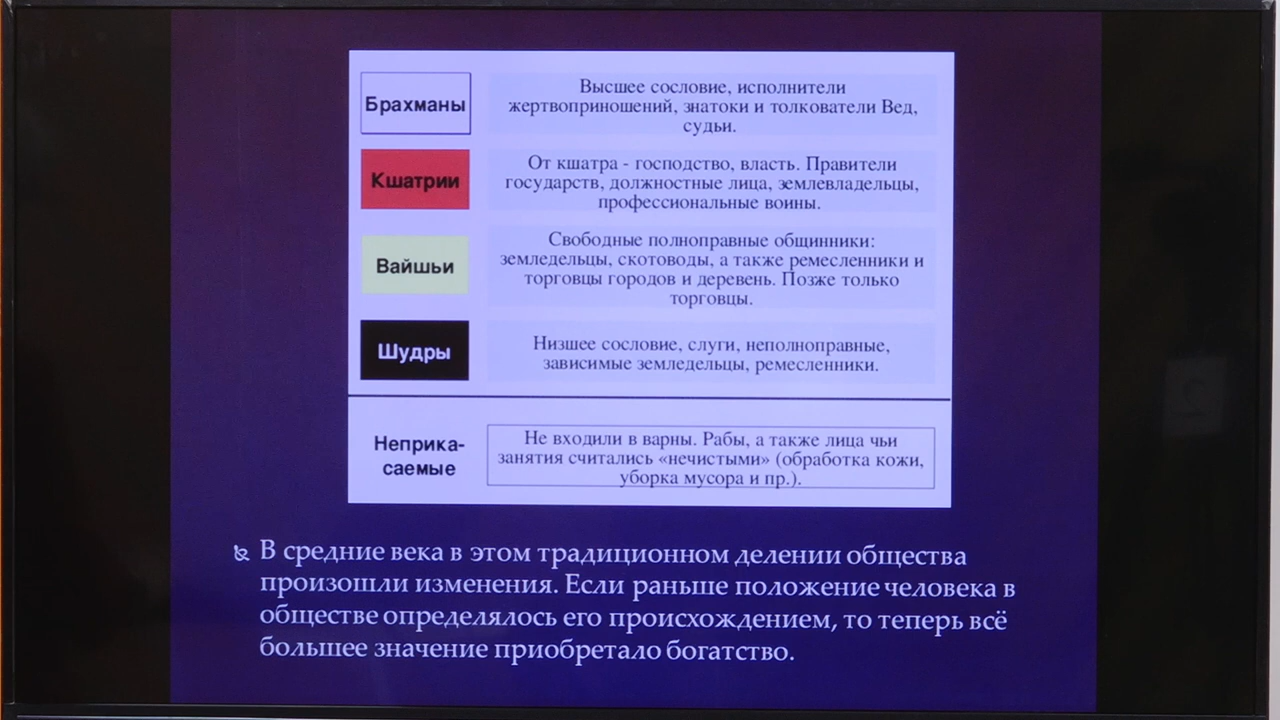 Брахманы
Высшее сословие, исполнители
жертвоприношений, знатоки и толкователи Вед,
судьи.
Кшатрии
От кшатра - господство, власть. Правители
государств, должностные лица, землевладельцы,
профессиональные воины.
Вайшьи
Свободные полноправные общинники:
земледельцы, скотоводы, а также ремесленники и
торговцы городов и деревень. Позже только
торговцы.
Шудры
Низшее сословие, слуги, неполноправные,
зависимые земледельцы, ремесленники.
Неприка-
саемые
Не входили в варны. Рабы, а также лица чьи
занятия считались «нечистыми» (обработка кожи,
уборка мусора и пр.).
В средние века в этом традиционном делении общества
произошли изменения. Если раньше положение человека в
обществе определялось его происхождением, то теперь всё
большее значение приобретало богатство.